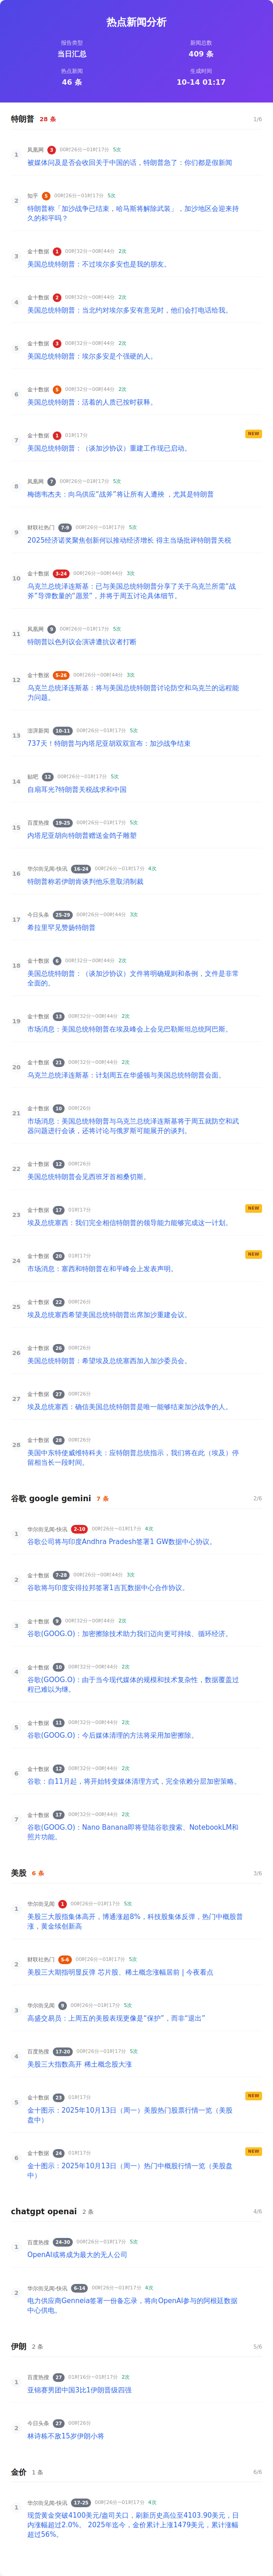 热点新闻分析
报告类型
当日汇总
新闻总数
409 条
热点新闻
46 条
生成时间
10-14 01:17
特朗普 28 条 1/6
1
凤凰网 3 00时26分~01时17分 5次
被媒体问及是否会收回关于中国的话，特朗普急了：你们都是假新闻
2
知乎 5 00时26分~01时17分 5次
特朗普称「加沙战争已结束，哈马斯将解除武装」，加沙地区会迎来持
久的和平吗？
3
金十数据 1 00时32分~00时44分 2次
美国总统特朗普：不过埃尔多安也是我的朋友。
4
金十数据 2 00时32分~00时44分 2次
美国总统特朗普：当北约对埃尔多安有意见时，他们会打电话给我。
5
金十数据 3 00时32分~00时44分 2次
美国总统特朗普：埃尔多安是个强硬的人。
6
金十数据 5 00时32分~00时44分 2次
美国总统特朗普：活着的人质已按时获释。
7
金十数据 1 01时17分
NEW
美国总统特朗普：（谈加沙协议）重建工作现已启动。
8
凤凰网 7 00时26分~01时17分 5次
梅德韦杰夫：向乌供应“战斧”将让所有人遭殃 ，尤其是特朗普
9
财联社热门 7-9 00时26分~01时17分 5次
2025经济诺奖聚焦创新何以推动经济增长 得主当场批评特朗普关税
10
金十数据 3-24 00时26分~00时44分 3次
乌克兰总统泽连斯基：已与美国总统特朗普分享了关于乌克兰所需“战
斧”导弹数量的“愿景”，并将于周五讨论具体细节。
11
凤凰网 9 00时26分~01时17分 5次
特朗普以色列议会演讲遭抗议者打断
12
金十数据 5-26 00时26分~00时44分 3次
乌克兰总统泽连斯基：将与美国总统特朗普讨论防空和乌克兰的远程能
力问题。
13
澎湃新闻 10-11 00时26分~01时17分 5次
737天！特朗普与内塔尼亚胡双双宣布：加沙战争结束
14
贴吧 12 00时26分~01时17分 5次
自扇耳光?特朗普关税战求和中国
15
百度热搜 19-25 00时26分~01时17分 5次
内塔尼亚胡向特朗普赠送金鸽子雕塑
16
华尔街见闻-快讯 16-24 00时26分~01时17分 4次
特朗普称若伊朗肯谈判他乐意取消制裁
17
今日头条 25-29 00时26分~00时44分 3次
希拉里罕见赞扬特朗普
18
金十数据 6 00时32分~00时44分 2次
美国总统特朗普：（谈加沙协议）文件将明确规则和条例，文件是非常
全面的。
19
金十数据 13 00时32分~00时44分 2次
市场消息：美国总统特朗普在埃及峰会上会见巴勒斯坦总统阿巴斯。
20
金十数据 21 00时32分~00时44分 2次
乌克兰总统泽连斯基：计划周五在华盛顿与美国总统特朗普会面。
21
金十数据 10 00时26分
市场消息：美国总统特朗普与乌克兰总统泽连斯基将于周五就防空和武
器问题进行会谈，还将讨论与俄罗斯可能展开的谈判。
22
金十数据 12 00时26分
美国总统特朗普会见西班牙首相桑切斯。
23
金十数据 17 01时17分
NEW
埃及总统塞西：我们完全相信特朗普的领导能力能够完成这一计划。
24
金十数据 20 01时17分
NEW
市场消息：塞西和特朗普在和平峰会上发表声明。
25
金十数据 22 00时26分
埃及总统塞西希望美国总统特朗普出席加沙重建会议。
26
金十数据 26 00时26分
美国总统特朗普：希望埃及总统塞西加入加沙委员会。
27
金十数据 27 00时26分
埃及总统塞西：确信美国总统特朗普是唯一能够结束加沙战争的人。
28
金十数据 28 00时26分
美国中东特使威特科夫：应特朗普总统指示，我们将在此（埃及）停
留相当长一段时间。
谷歌 google gemini 7 条 2/6
1
华尔街见闻-快讯 2-10 00时26分~01时17分 4次
谷歌公司将与印度Andhra Pradesh签署1 GW数据中心协议。
2
金十数据 7-28 00时26分~00时44分 3次
谷歌将与印度安得拉邦签署1吉瓦数据中心合作协议。
3
金十数据 9 00时32分~00时44分 2次
谷歌(GOOG.O)：加密擦除技术助力我们迈向更可持续、循环经济。
4
金十数据 10 00时32分~00时44分 2次
谷歌(GOOG.O)：由于当今现代媒体的规模和技术复杂性，数据覆盖过
程已难以为继。
5
金十数据 11 00时32分~00时44分 2次
谷歌(GOOG.O)：今后媒体清理的方法将采用加密擦除。
6
金十数据 12 00时32分~00时44分 2次
谷歌：自11月起，将开始转变媒体清理方式，完全依赖分层加密策略。
7
金十数据 17 00时32分~00时44分 2次
谷歌(GOOG.O)：Nano Banana即将登陆谷歌搜索、NotebookLM和
照片功能。
美股 6 条 3/6
1
华尔街见闻 1 00时26分~01时17分 5次
美股三大股指集体高开，博通涨超8%，科技股集体反弹，热门中概股普
涨，黄金续创新高
2
财联社热门 5-6 00时26分~01时17分 5次
美股三大期指明显反弹 芯片股、稀土概念涨幅居前 | 今夜看点
3
华尔街见闻 9 00时26分~01时17分 5次
高盛交易员：上周五的美股表现更像是“保护”，而非“退出”
4
百度热搜 17-20 00时26分~01时17分 5次
美股三大指数高开 稀土概念股大涨
5
金十数据 23 01时17分
NEW
金十图示：2025年10月13日（周一）美股热门股票行情一览（美股
盘中）
6
金十数据 24 01时17分
NEW
金十图示：2025年10月13日（周一）热门中概股行情一览（美股盘
中）
chatgpt openai 2 条 4/6
1
百度热搜 24-30 00时26分~01时17分 5次
OpenAI或将成为最大的无人公司
2
华尔街见闻-快讯 6-14 00时26分~01时17分 4次
电力供应商Genneia签署一份备忘录，将向OpenAI参与的阿根廷数据
中心供电。
伊朗 2 条 5/6
1
百度热搜 27 01时16分~01时17分 2次
亚锦赛男团中国3比1伊朗晋级四强
2
今日头条 27 00时26分
林诗栋不敌15岁伊朗小将
金价 1 条 6/6
1
华尔街见闻-快讯 17-25 00时26分~01时17分 4次
现货黄金突破4100美元/盎司关口，刷新历史高位至4103.90美元，日
内涨幅超过2.0%。 2025年迄今，金价累计上涨1479美元，累计涨幅
超过56%。